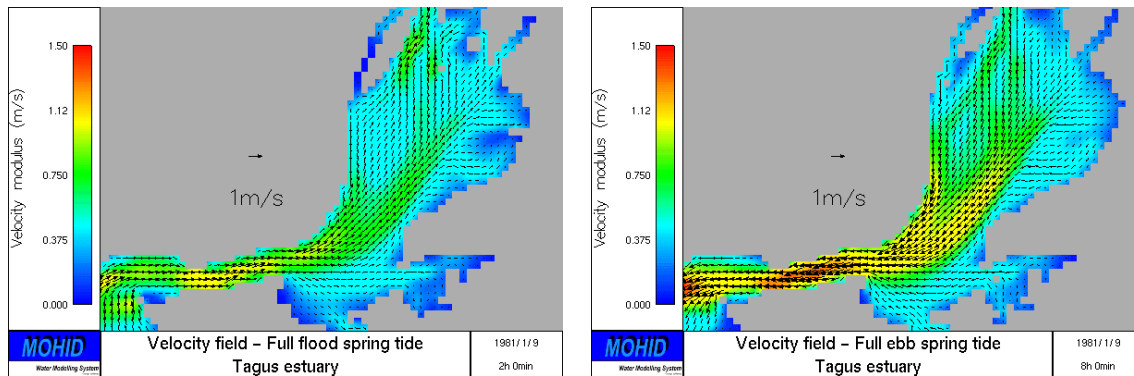 1.50
1.12
0.750
0.375
0.000
Velocity modulus (m/s)
1m/s
MOHID
Water Modelling System
Velocity field – Full flood spring tide
Tagus estuary
1981/1/9
2h 0min
1.50
1.12
0.750
0.375
0.000
Velocity modulus (m/s)
1m/s
MOHID
Water Modelling System
Velocity field – Full ebb spring tide
Tagus estuary
1981/1/9
8h 0min